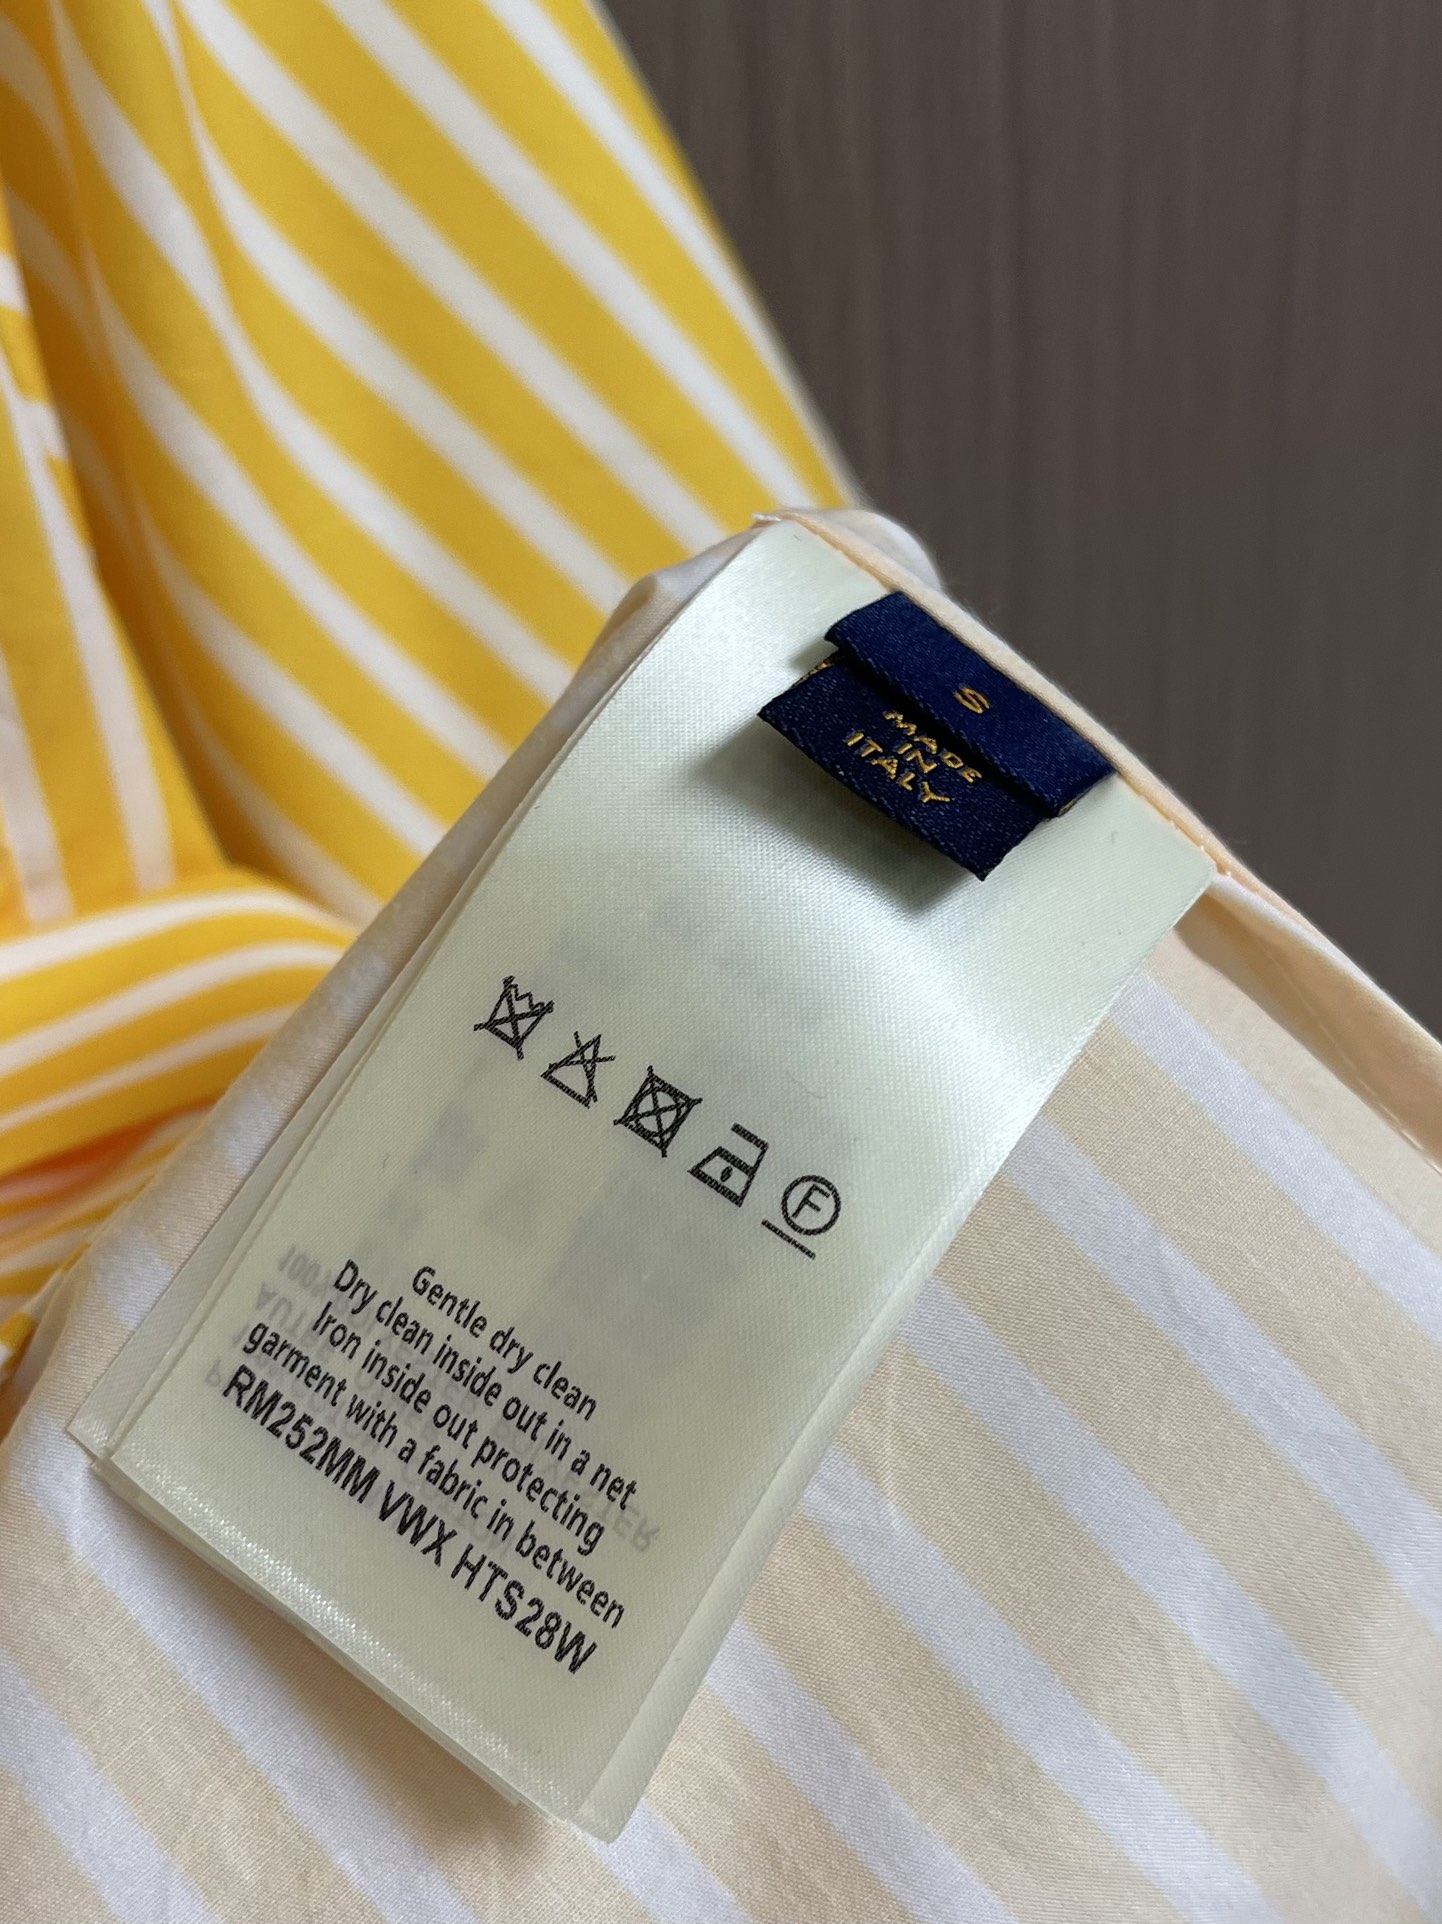 S
MADE
IN
ITALY
F
Gentle dry clean
Dry clean inside out in a net
Iron inside out protecting
garment with a fabric in between
RM252MM VWX HTS28W